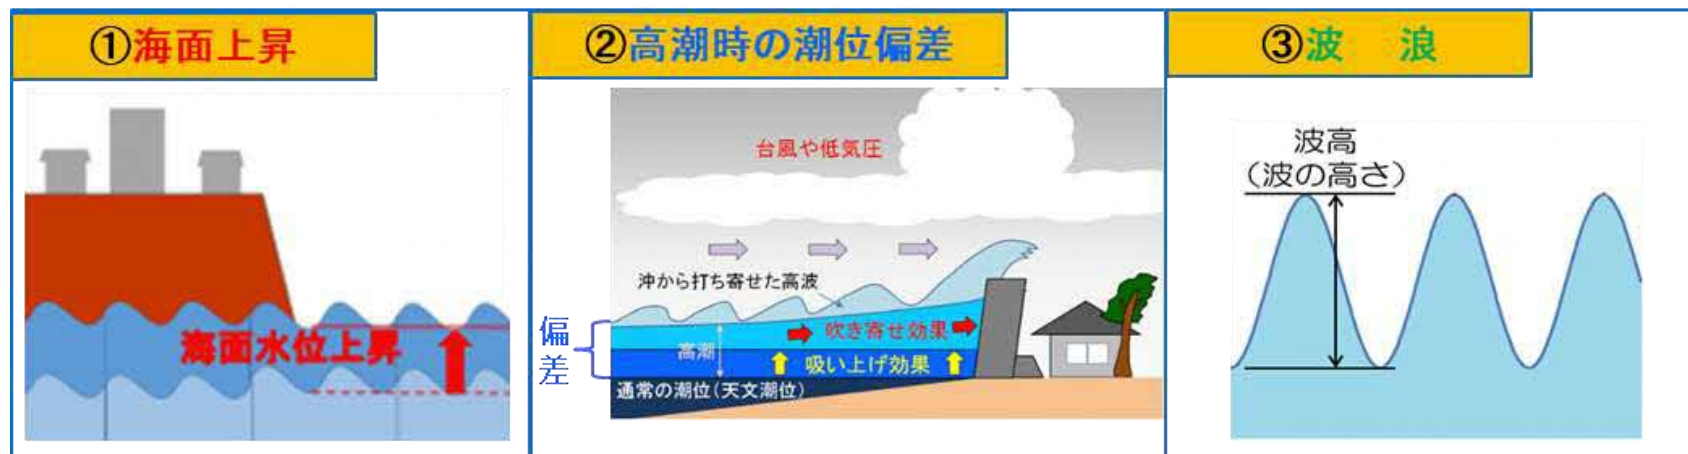 ①海面上昇
海面水位上昇
②高潮時の潮位偏差
台風や低気圧
沖から打ち寄せた高波
偏差
吹き寄せ効果
高潮
吸い上げ効果
通常の潮位(天文潮位)
③波 浪
波高
(波の高さ)